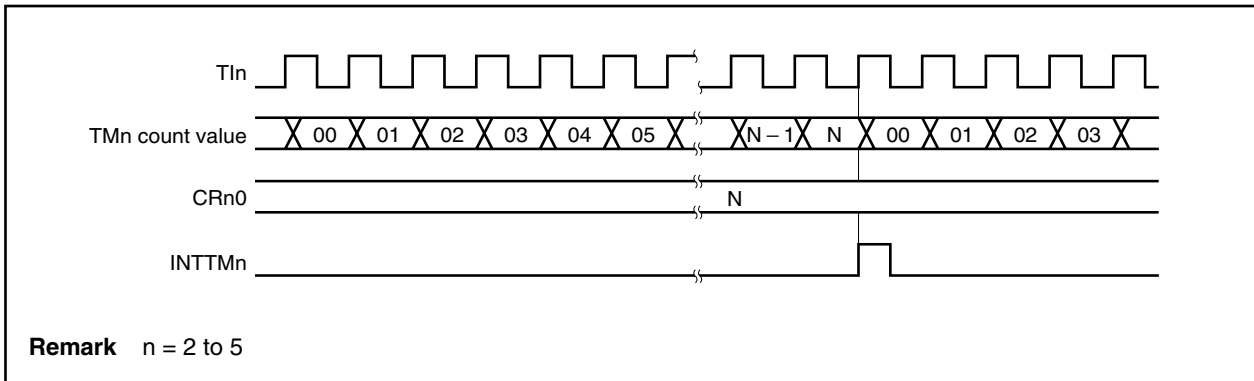 TIn
TMn count value 00 01 02 03 04 05 N – 1 N 00 01 02 03
CRn0 N
INTTMn
Remark n = 2 to 5